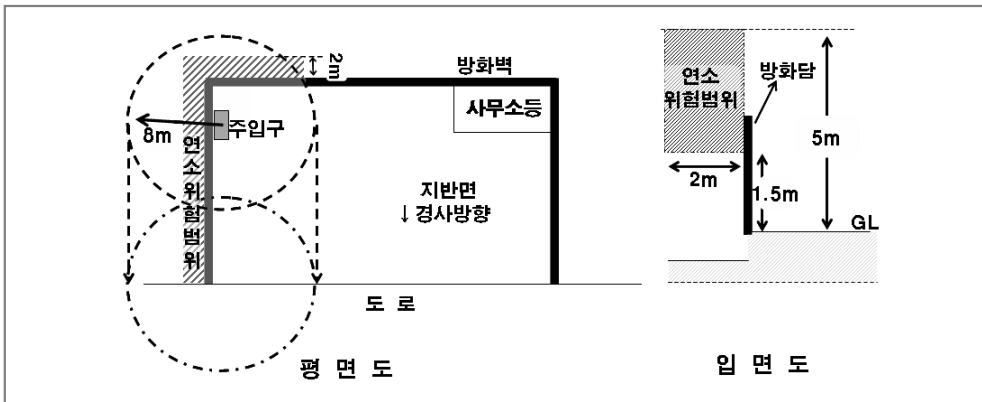 2m
방화벽
사무소등
8m
주입구
연소위험범위
지반면
↓경사방향
도 로
평 면 도
연소
위험범위
방화담
5m
2m
1.5m
GL
입 면 도